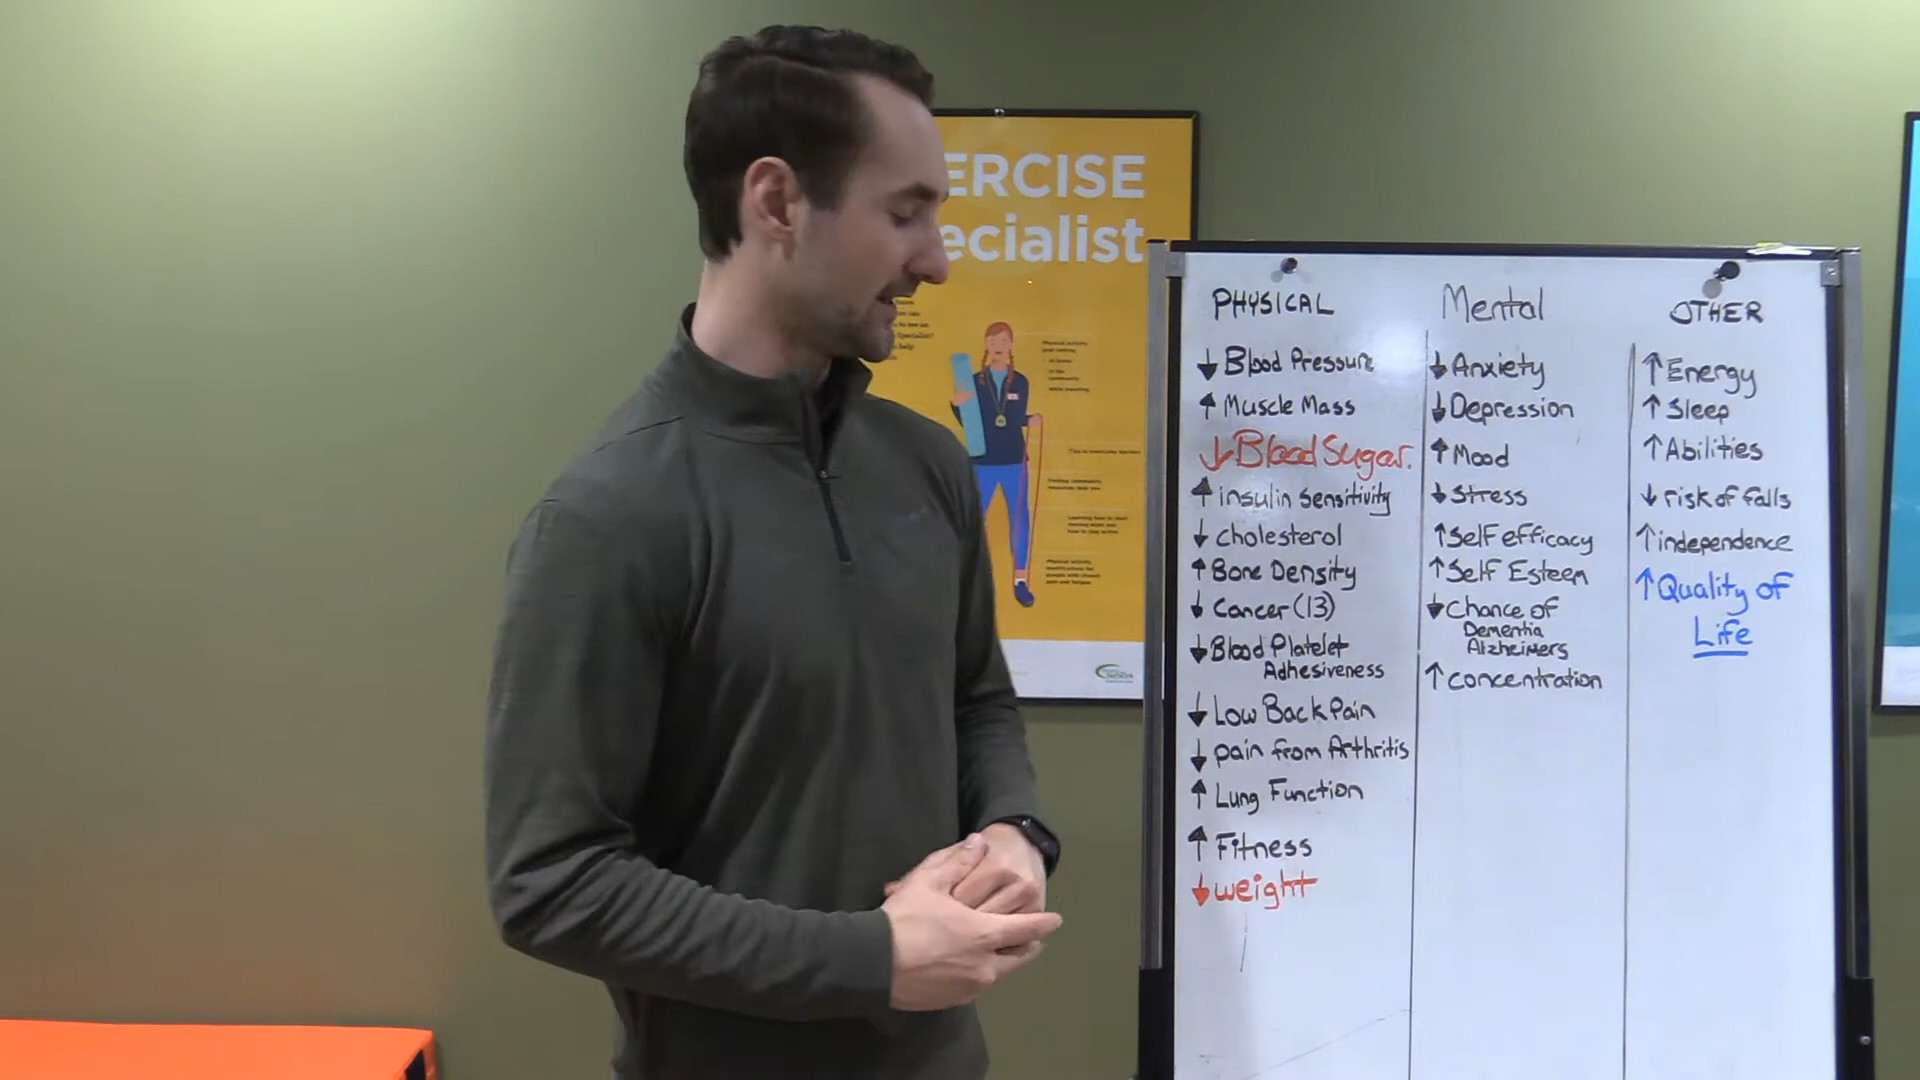 ERCISE
ecialist
PHYSICAL
↓ Blood Pressure
↑ Muscle Mass
↓ Blood Sugar.
↑ insulin sensitivity
↓ cholesterol
↑ Bone Density
↓ Cancer (13)
↓ Blood Platelet
Adhesiveness
↓ Low Back Pain
↓ pain from Arthritis
↑ Lung Function
↑ Fitness
↓ weight
Mental
↓ Anxiety
↓ Depression
↑ Mood
↓ Stress
↑ Self efficacy
↑ Self Esteem
↓ Chance of
Dementia
Alzheimers
↑ concentration
OTHER
↑ Energy
↑ Sleep
↑ Abilities
↓ risk of falls
↑ independence
↑ Quality of
Life